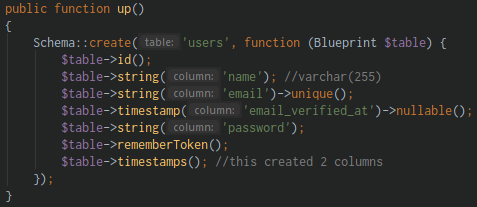 public function up()
{
    Schema::create( table: 'users', function (Blueprint $table) {
        $table->id();
        $table->string( column: 'name'); //varchar(255)
        $table->string( column: 'email')->unique();
        $table->timestamp( column: 'email_verified_at')->nullable();
        $table->string( column: 'password');
        $table->rememberToken();
        $table->timestamps(); //this created 2 columns
    });
}